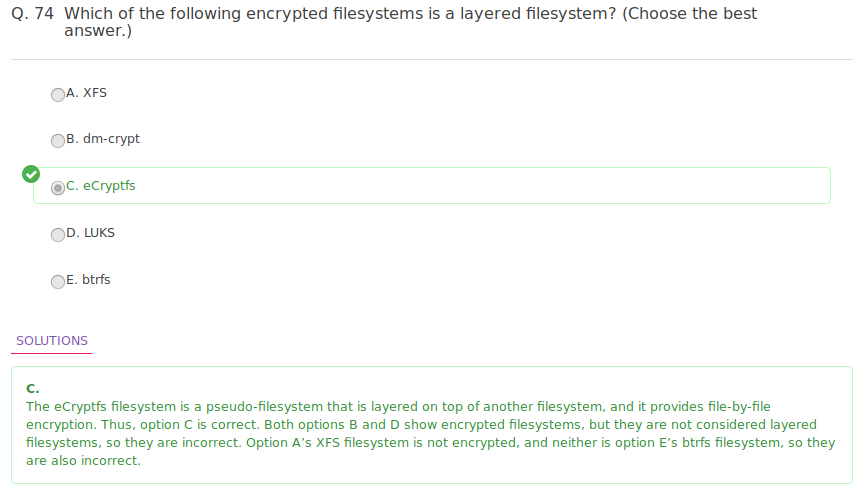 Q. 74 Which of the following encrypted filesystems is a layered filesystem? (Choose the best
answer.)
A. XFS
B. dm-crypt
C. eCryptfs
D. LUKS
E. btrfs
SOLUTIONS
C.
The eCryptfs filesystem is a pseudo-filesystem that is layered on top of another filesystem, and it provides file-by-file
encryption. Thus, option C is correct. Both options B and D show encrypted filesystems, but they are not considered layered
filesystems, so they are incorrect. Option A’s XFS filesystem is not encrypted, and neither is option E’s btrfs filesystem, so they
are also incorrect.